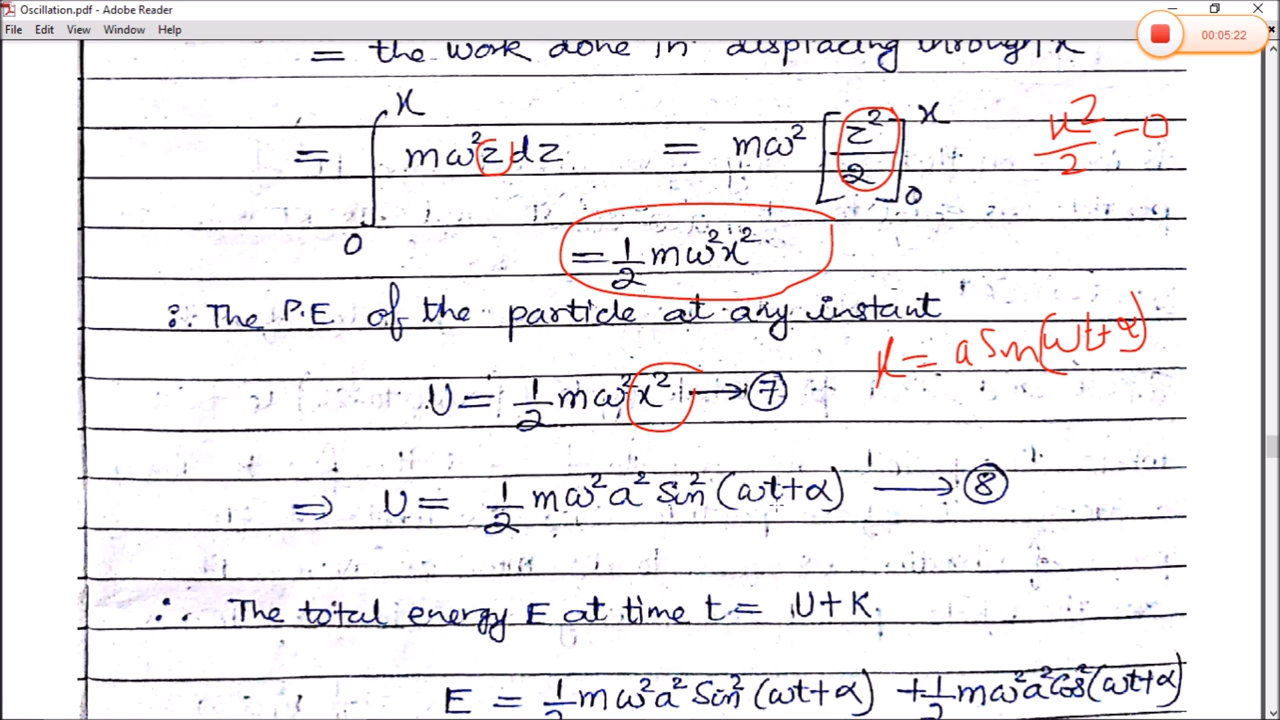 Oscillation.pdf - Adobe Reader
File Edit View Window Help
00:05:22
= the work done in displacing through x
= ∫₀ˣ mω²z dz = mω² [z²/2]₀ˣ x²/2 - 0
= 1/2 mω²x²
∴ The P.E of the particle at any instant
x = a Sin(ωt+α)
U = 1/2 mω²x² → ⑦
⇒ U = 1/2 mω²a² Sin²(ωt+α) → ⑧
∴ The total energy E at time t = U+K
E = 1/2 mω²a² Sin²(ωt+α) + 1/2 mω²a² Cos²(ωt+α)